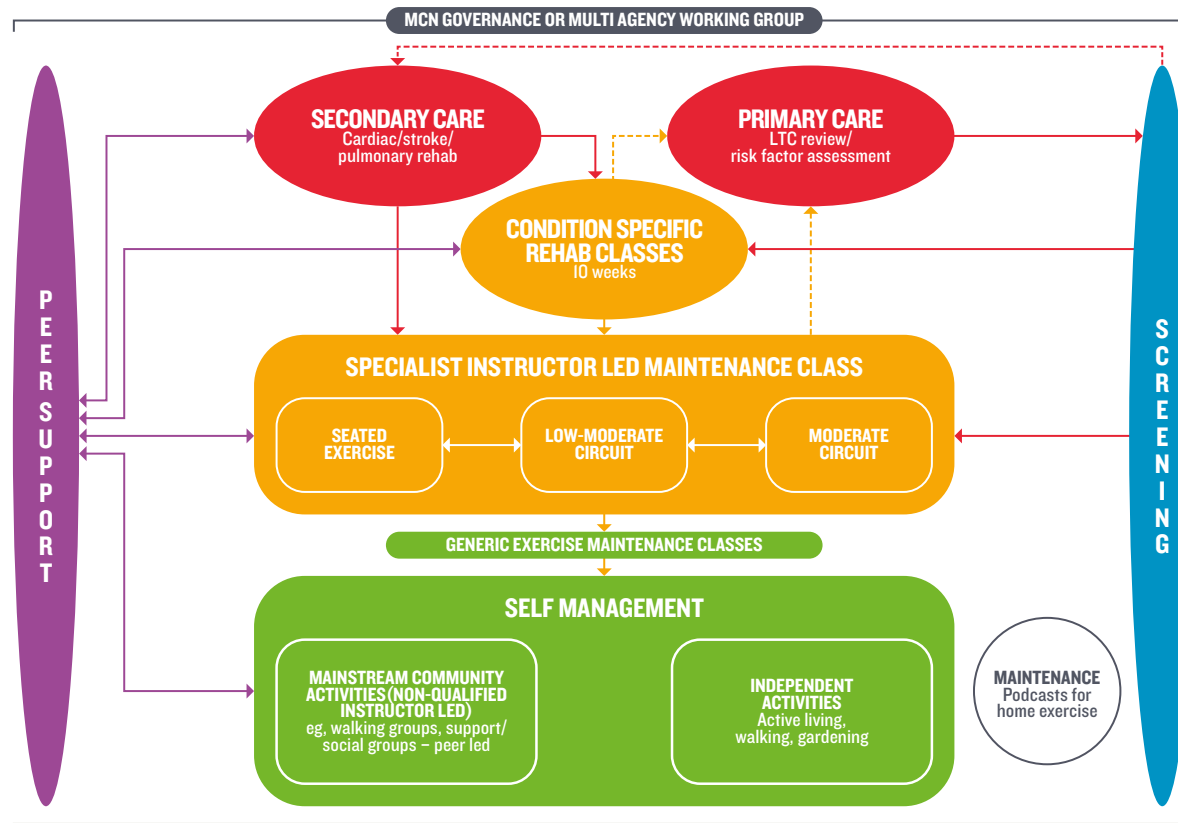 MCN GOVERNANCE OR MULTI AGENCY WORKING GROUP
SECONDARY CARE
Cardiac/stroke/
pulmonary rehab
PRIMARY CARE
LTC review/
risk factor assessment
CONDITION SPECIFIC
REHAB CLASSES
10 weeks
PEER SUPPORT
SCREENING
SPECIALIST INSTRUCTOR LED MAINTENANCE CLASS
SEATED
EXERCISE
LOW-MODERATE
CIRCUIT
MODERATE
CIRCUIT
GENERIC EXERCISE MAINTENANCE CLASSES
SELF MANAGEMENT
MAINSTREAM COMMUNITY
ACTIVITIES(NON-QUALIFIED
INSTRUCTOR LED)
eg, walking groups, support/
social groups – peer led
INDEPENDENT
ACTIVITIES
Active living,
walking, gardening
MAINTENANCE
Podcasts for
home exercise